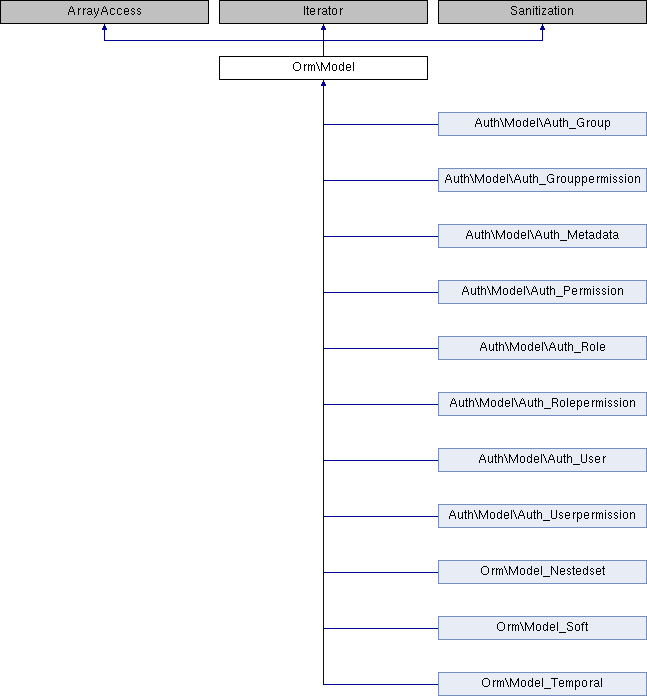 ArrayAccess
Iterator
Sanitization
Orm\Model
Auth\Model\Auth_Group
Auth\Model\Auth_Grouppermission
Auth\Model\Auth_Metadata
Auth\Model\Auth_Permission
Auth\Model\Auth_Role
Auth\Model\Auth_Rolepermission
Auth\Model\Auth_User
Auth\Model\Auth_Userpermission
Orm\Model_Nestedset
Orm\Model_Soft
Orm\Model_Temporal